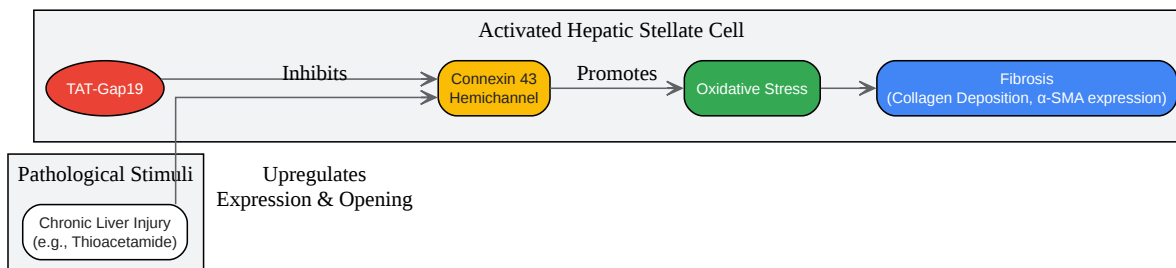 Activated Hepatic Stellate Cell
TAT-Gap19
Inhibits
Connexin 43
Hemichannel
Promotes
Oxidative Stress
Fibrosis
(Collagen Deposition, α-SMA expression)
Pathological Stimuli
Chronic Liver Injury
(e.g., Thioacetamide)
Upregulates
Expression & Opening